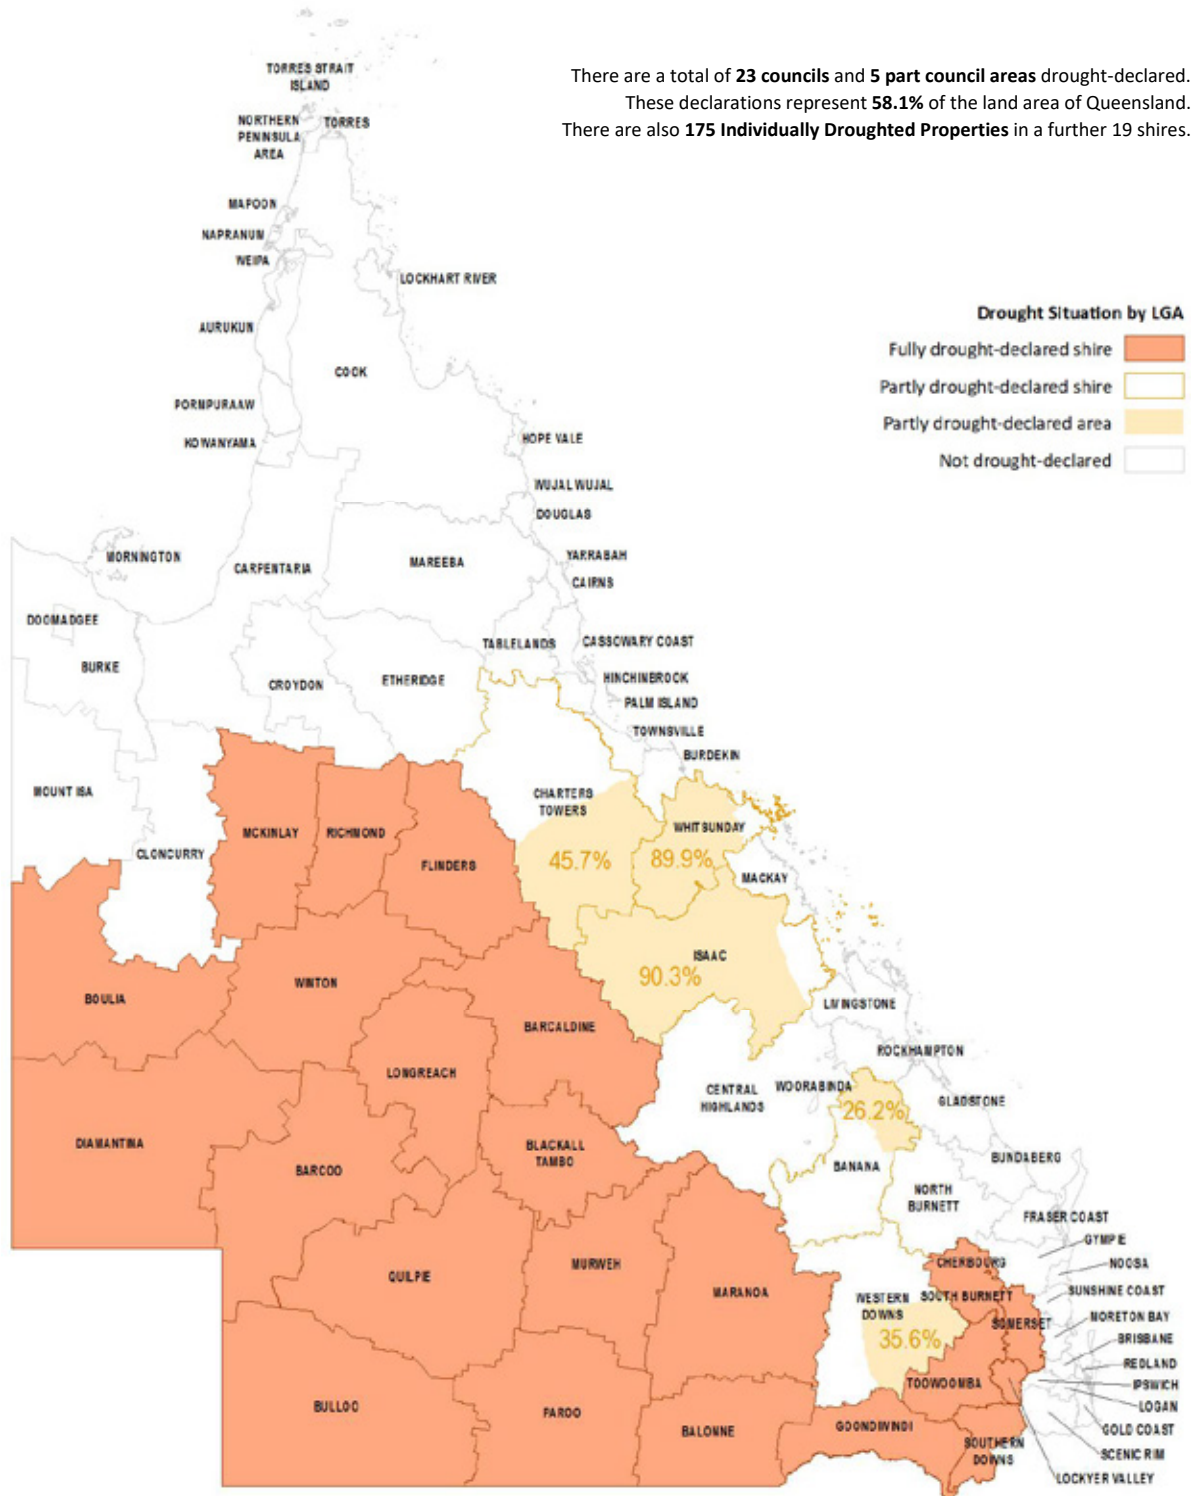 There are a total of 23 councils and 5 part council areas drought-declared.
These declarations represent 58.1% of the land area of Queensland.
There are also 175 Individually Droughted Properties in a further 19 shires.
Drought Situation by LGA
Fully drought-declared shire
Partly drought-declared shire
Partly drought-declared area
Not drought-declared
TORRES STRAIT
ISLAND
NORTHERN
PENINSULA
AREA
TORRES
MAPOON
NAPRANUM
WEIPA
LOCKHART RIVER
AURUKUN
COOK
PORMPURAAW
KOWANYAMA
HOPE VALE
WUJAL WUJAL
DOUGLAS
MORNINGTON
CARPENTARIA
MAREEBA
YARRABAH
CAIRNS
DOOMADGEE
BURKE
CROYDON
ETHERIDGE
TABLELANDS
CASSOWARY COAST
HINCHINBROOK
PALM ISLAND
TOWNSVILLE
BURDEKIN
MOUNT ISA
CLONCURRY
MCKINLAY
RICHMOND
FLINDERS
CHARTERS
TOWERS
45.7%
WHITSUNDAY
89.9%
MACKAY
ISAAC
90.3%
BOULIA
WINTON
BARCALDINE
LIVINGSTONE
ROCKHAMPTON
LONGREACH
CENTRAL
HIGHLANDS
WOORABINDA
26.2%
GLADSTONE
DIAMANTINA
BARCOO
BLACKALL
TAMBO
BANANA
BUNDABERG
NORTH
BURNETT
FRASER COAST
GYMPIE
CHERBOURG
NOOSA
QUILPIE
MURWEH
MARANOA
WESTERN
DOWNS
35.6%
SOUTH BURNETT
SUNSHINE COAST
SOMERSET
MORETON BAY
BRISBANE
REDLAND
IPSWICH
TOOWOOMBA
LOGAN
BULLOO
PAROO
BALONNE
GOONDIWINDI
SOUTHERN
DOWNS
GOLD COAST
SCENIC RIM
LOCKYER VALLEY